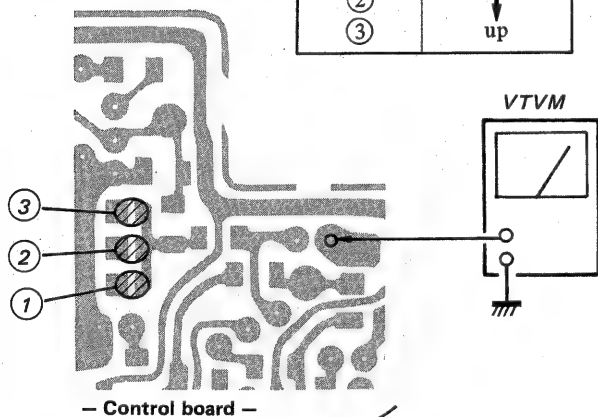 ②
③ up
VTVM
③
②
①
— Control board —